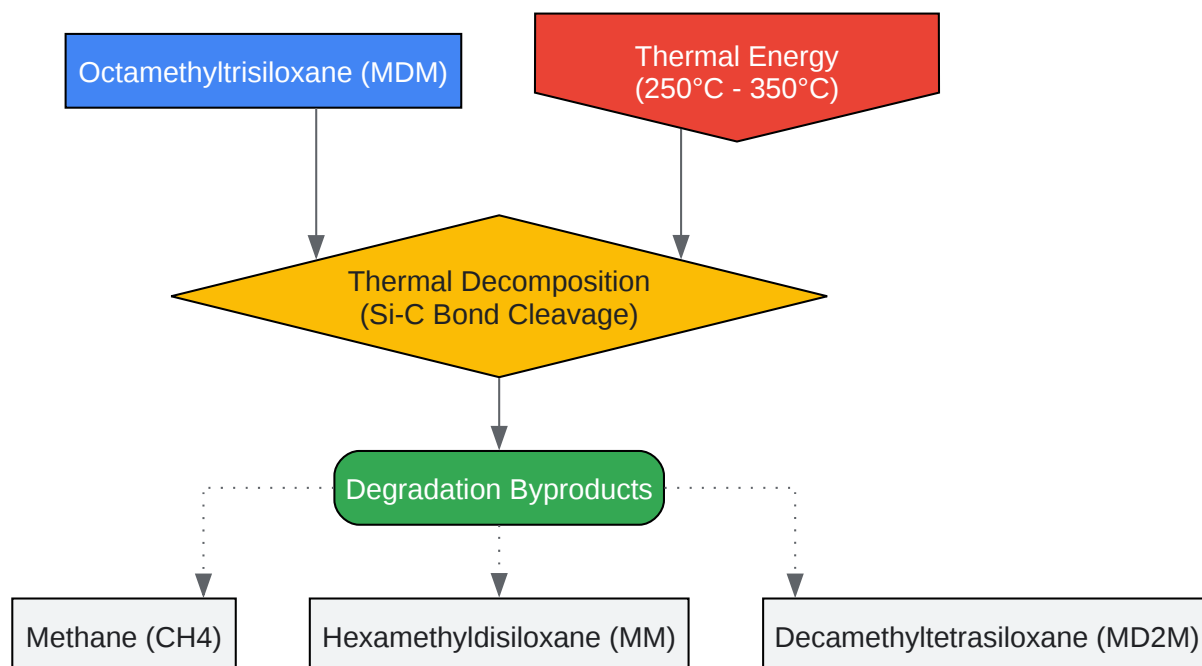 Octamethyltrisiloxane (MDM)
Thermal Energy
(250°C - 350°C)
Thermal Decomposition
(Si-C Bond Cleavage)
Degradation Byproducts
Methane (CH4)
Hexamethyldisiloxane (MM)
Decamethyltetrasiloxane (MD2M)